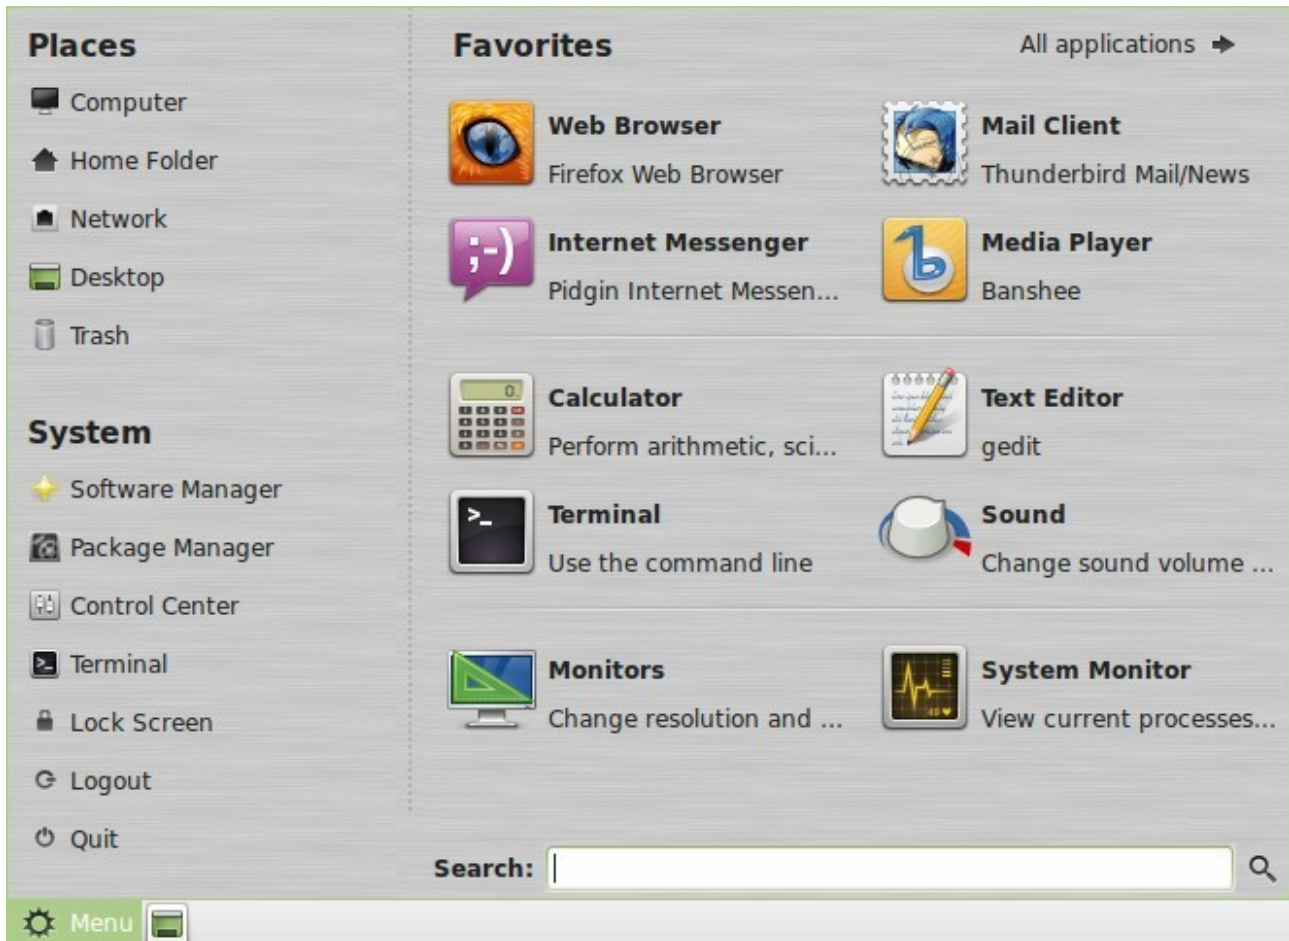 Places
Computer
Home Folder
Network
Desktop
Trash
System
Software Manager
Package Manager
Control Center
Terminal
Lock Screen
Logout
Quit
Favorites
All applications
Web Browser
Firefox Web Browser
Mail Client
Thunderbird Mail/News
;-)
Internet Messenger
Pidgin Internet Messen...
Media Player
Banshee
0.
Calculator
Perform arithmetic, sci...
Text Editor
gedit
>_
Terminal
Use the command line
Sound
Change sound volume ...
Monitors
Change resolution and ...
System Monitor
View current processes...
Search:
Menu